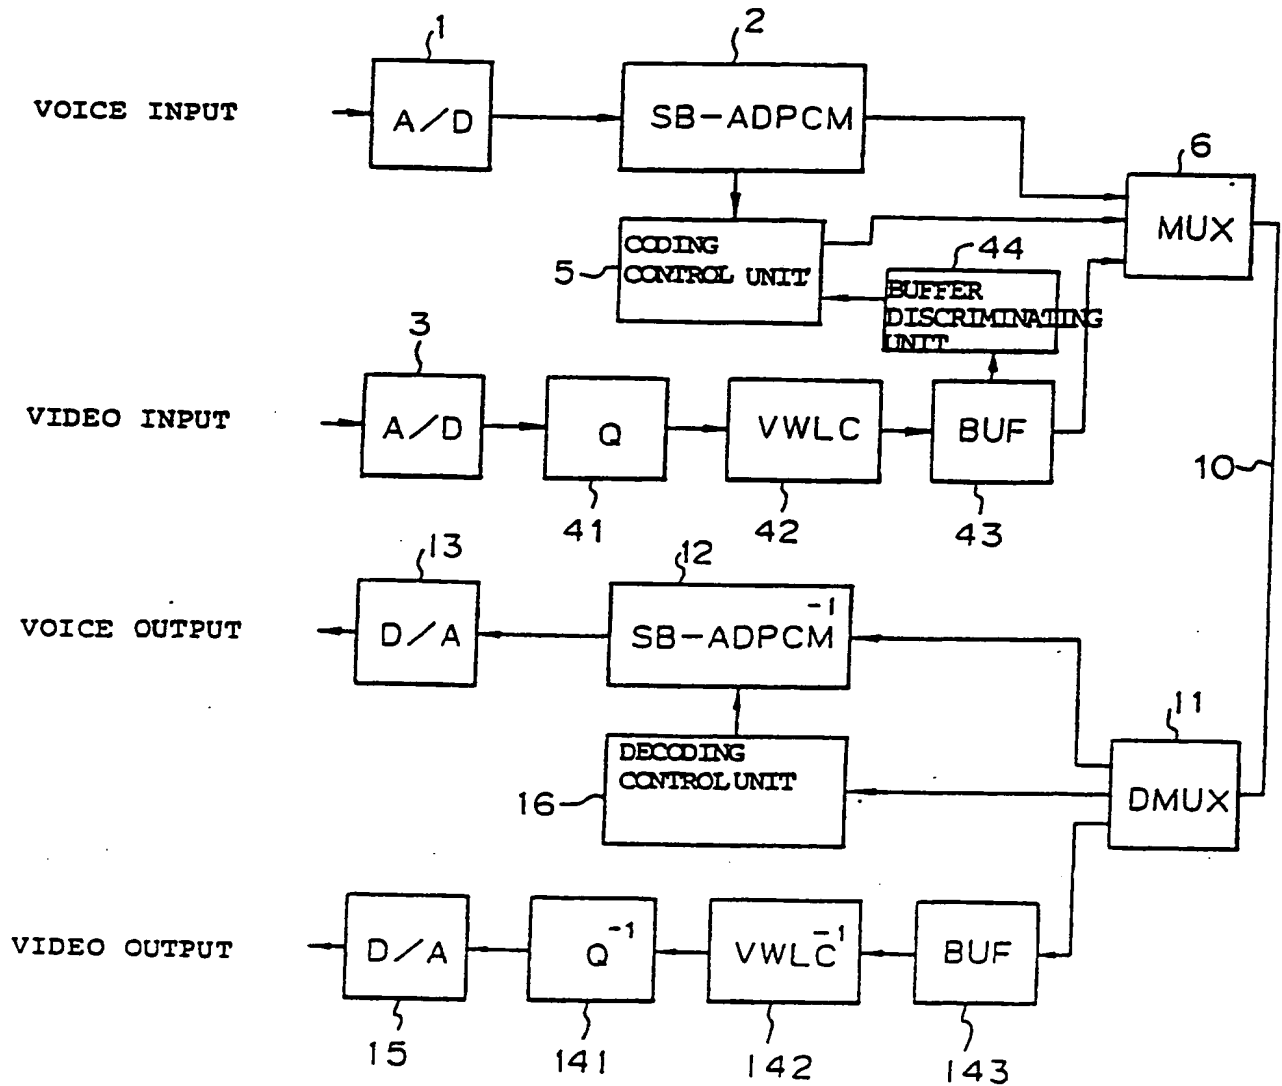 1
2
VOICE INPUT
A/D
SB-ADPCM
6
MUX
CODING
CONTROL UNIT
5
44
BUFFER
DISCRIMINATING
UNIT
3
VIDEO INPUT
A/D
Q
VWLC
BUF
10
41
42
43
13
12
VOICE OUTPUT
D/A
SB-ADPCM⁻¹
11
DECODING
CONTROL UNIT
16
DMUX
VIDEO OUTPUT
D/A
Q⁻¹
VWLC⁻¹
BUF
15
141
142
143